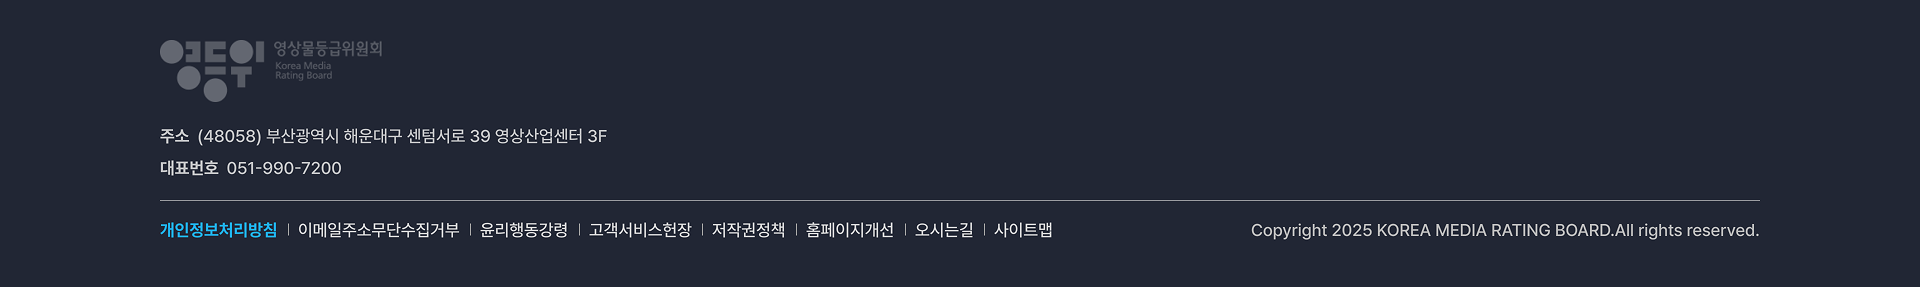 영등위
영상물등급위원회
Korea Media
Rating Board
주소 (48058) 부산광역시 해운대구 센텀서로 39 영상산업센터 3F
대표번호 051-990-7200
개인정보처리방침 | 이메일주소무단수집거부 | 윤리행동강령 | 고객서비스헌장 | 저작권정책 | 홈페이지개선 | 오시는길 | 사이트맵
Copyright 2025 KOREA MEDIA RATING BOARD.All rights reserved.